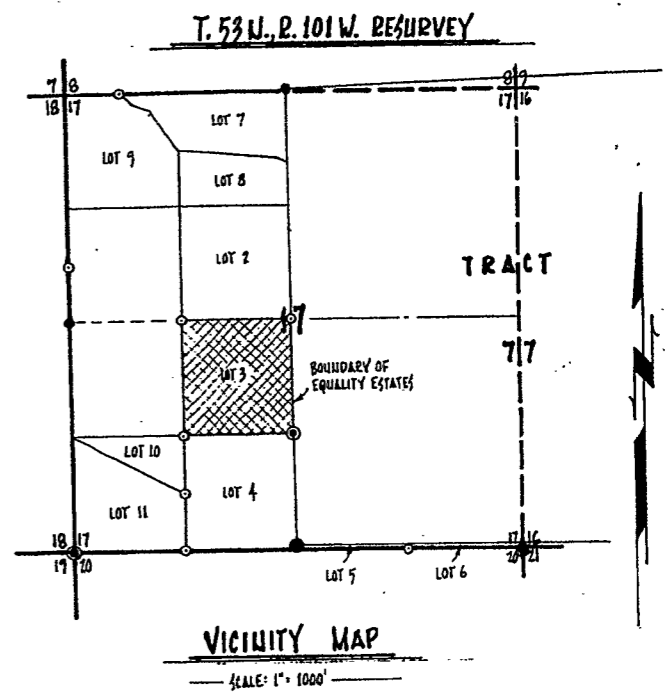 T. 53 N., R. 101 W. RESURVEY
7 8
18 17
8 9
17 16
LOT 7
LOT 9
LOT 8
LOT 2
TRACT
17
77
LOT 3
BOUNDARY OF
EQUALITY ESTATES
LOT 10
LOT 4
LOT 11
18 17
19 20
17 16
20 21
LOT 5
LOT 6
VICINITY MAP
SCALE: 1" = 1000'